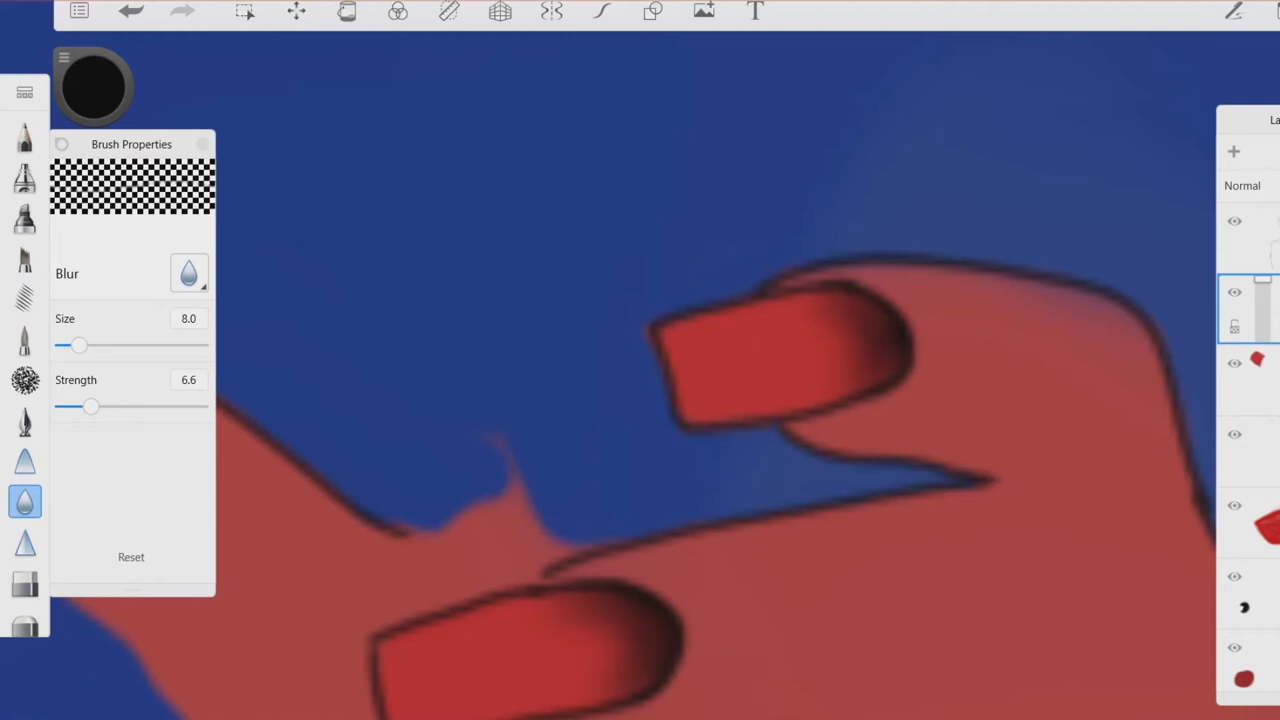 T
Brush Properties
La
Normal
Blur
Size
8.0
Strength
6.6
Reset